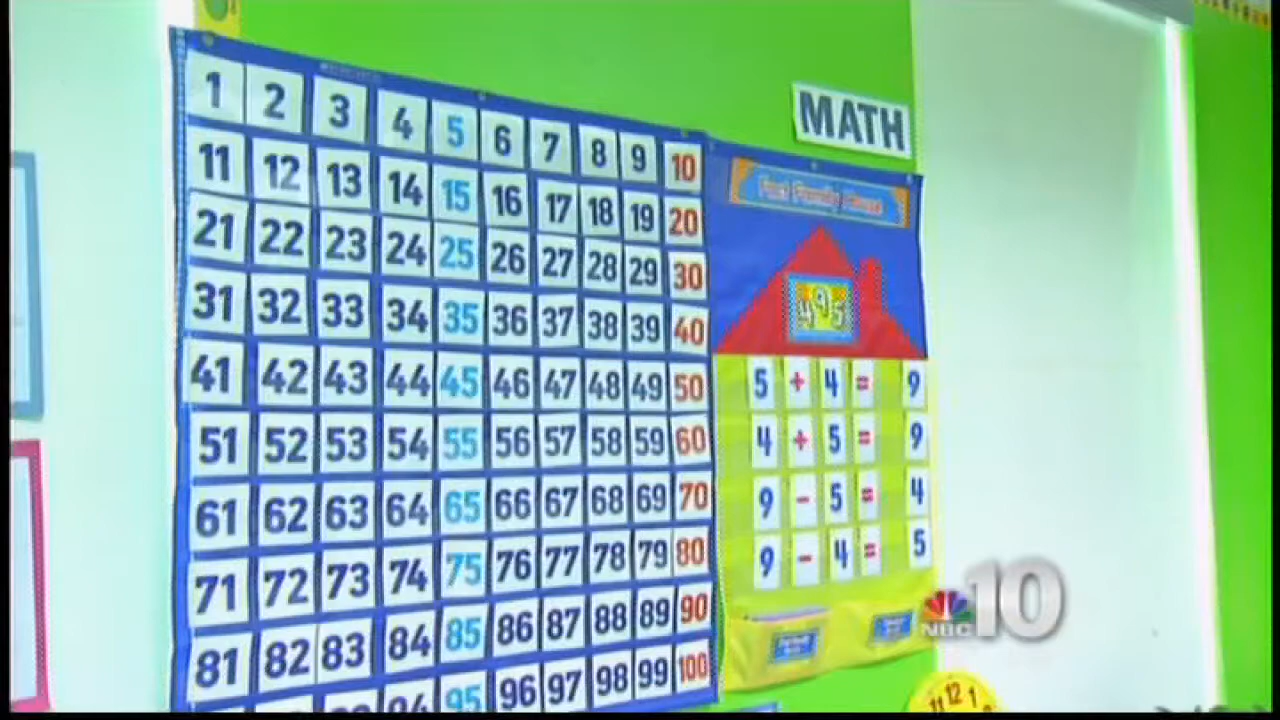 MATH
1 2 3 4 5 6 7 8 9 10
11 12 13 14 15 16 17 18 19 20
21 22 23 24 25 26 27 28 29 30
31 32 33 34 35 36 37 38 39 40
41 42 43 44 45 46 47 48 49 50
51 52 53 54 55 56 57 58 59 60
61 62 63 64 65 66 67 68 69 70
71 72 73 74 75 76 77 78 79 80
81 82 83 84 85 86 87 88 89 90
94 95 96 97 98 99 100
Fact Family House
4 9 5
5 + 4 = 9
4 + 5 = 9
9 - 5 = 4
9 - 4 = 5
NBC 10
11 12 1